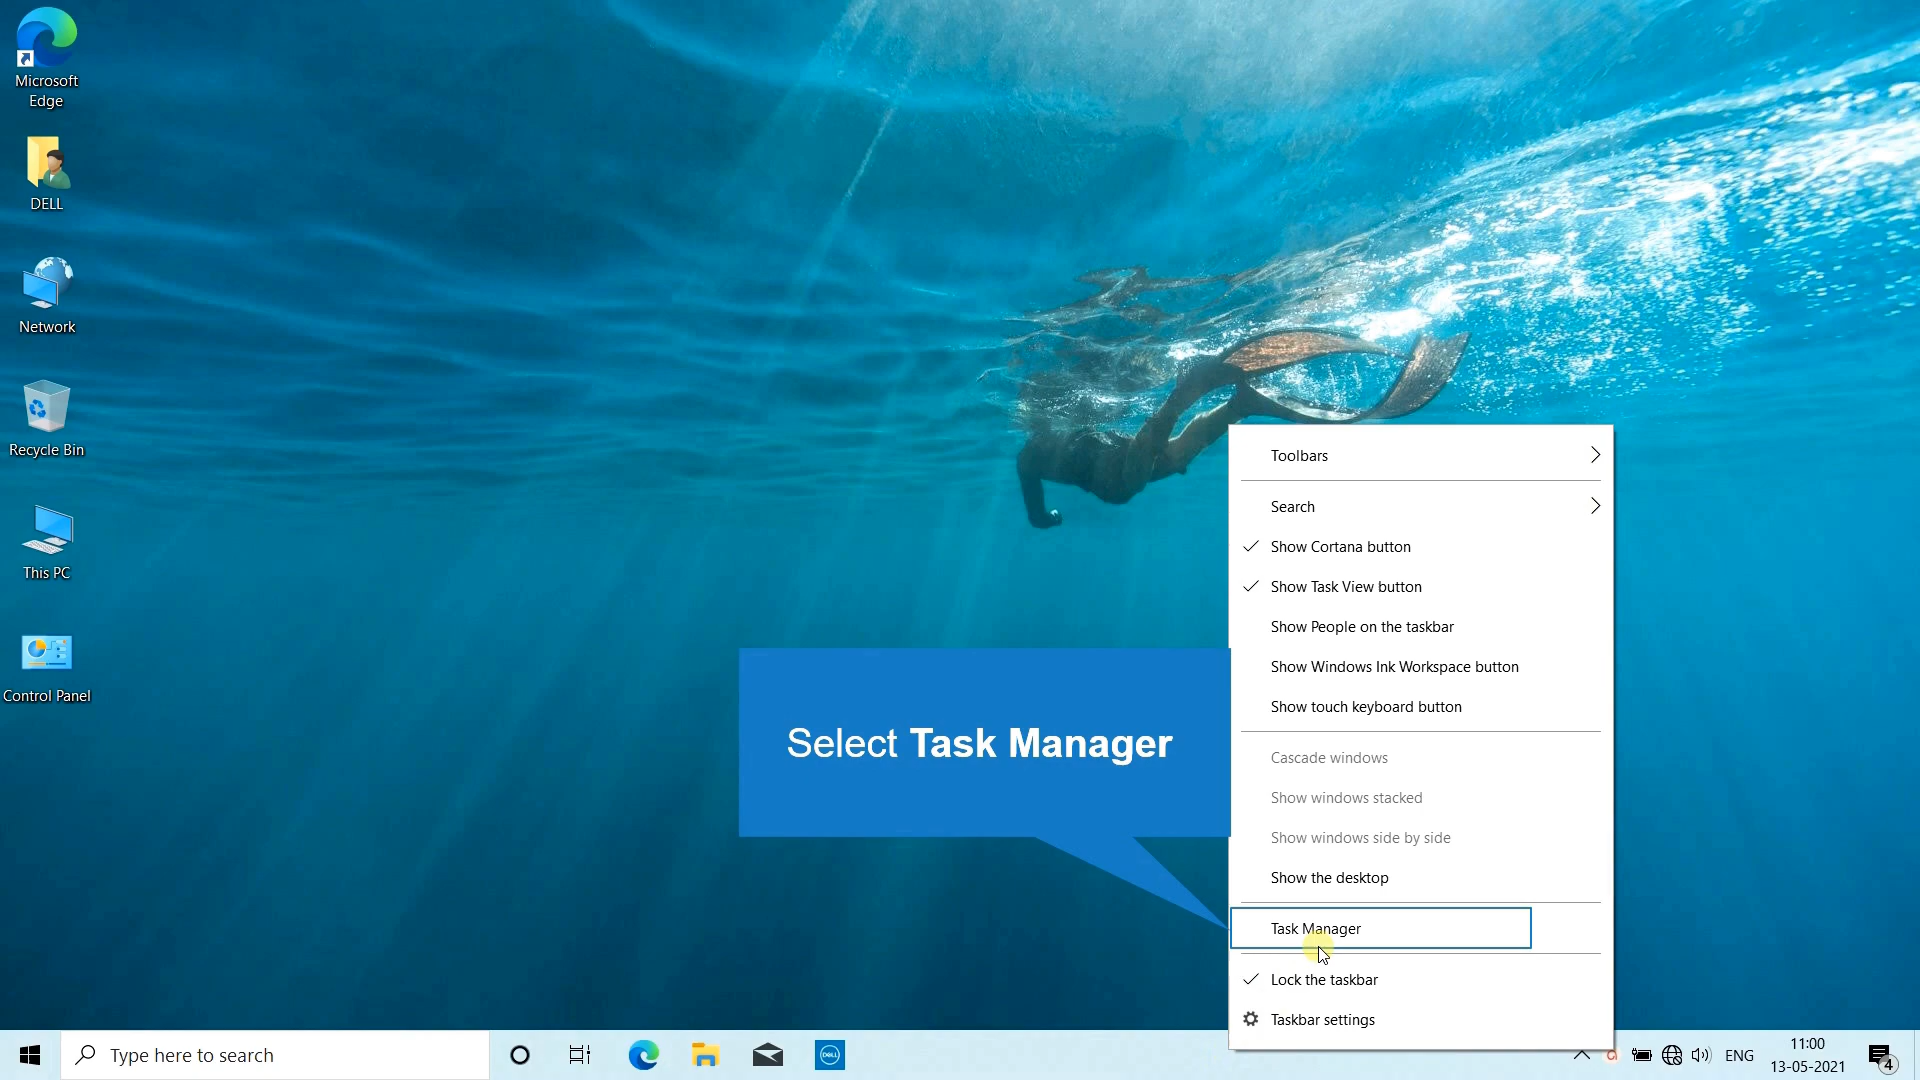 Microsoft
Edge
DELL
Network
Recycle Bin
This PC
Control Panel
Select Task Manager
Toolbars
Search
Show Cortana button
Show Task View button
Show People on the taskbar
Show Windows Ink Workspace button
Show touch keyboard button
Cascade windows
Show windows stacked
Show windows side by side
Show the desktop
Task Manager
Lock the taskbar
Taskbar settings
Type here to search
DELL
ENG
11:00
13-05-2021
4